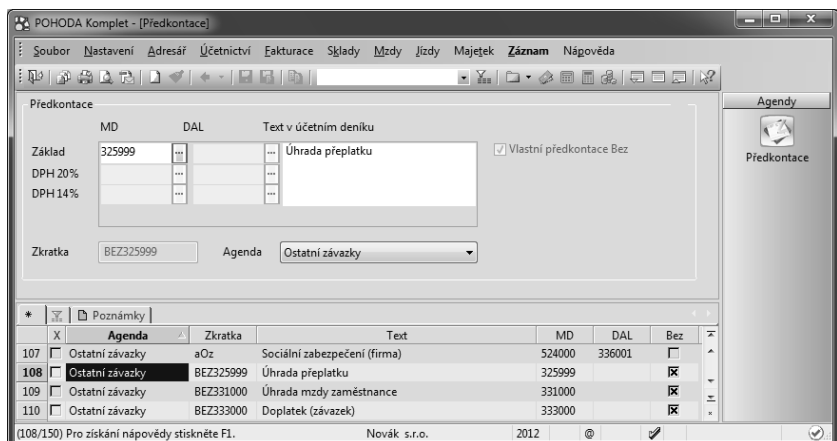 POHODA Komplet - [Předkontace]
Soubor Nastavení Adresář Účetnictví Fakturace Sklady Mzdy Jízdy Majetek Záznam Nápověda
Předkontace
MD DAL Text v účetním deníku
Základ 325999 ... ... Úhrada přeplatku Vlastní předkontace Bez
DPH 20% ... ...
DPH 14% ... ...
Zkratka BEZ325999 Agenda Ostatní závazky
Agendy
Předkontace
* Poznámky
X Agenda Zkratka Text MD DAL Bez
107 Ostatní závazky aOz Sociální zabezpečení (firma) 524000 336001
108 Ostatní závazky BEZ325999 Úhrada přeplatku 325999
109 Ostatní závazky BEZ331000 Úhrada mzdy zaměstnance 331000
110 Ostatní závazky BEZ333000 Doplatek (závazek) 333000
(108/150) Pro získání nápovědy stiskněte F1. Novák s.r.o. 2012 @